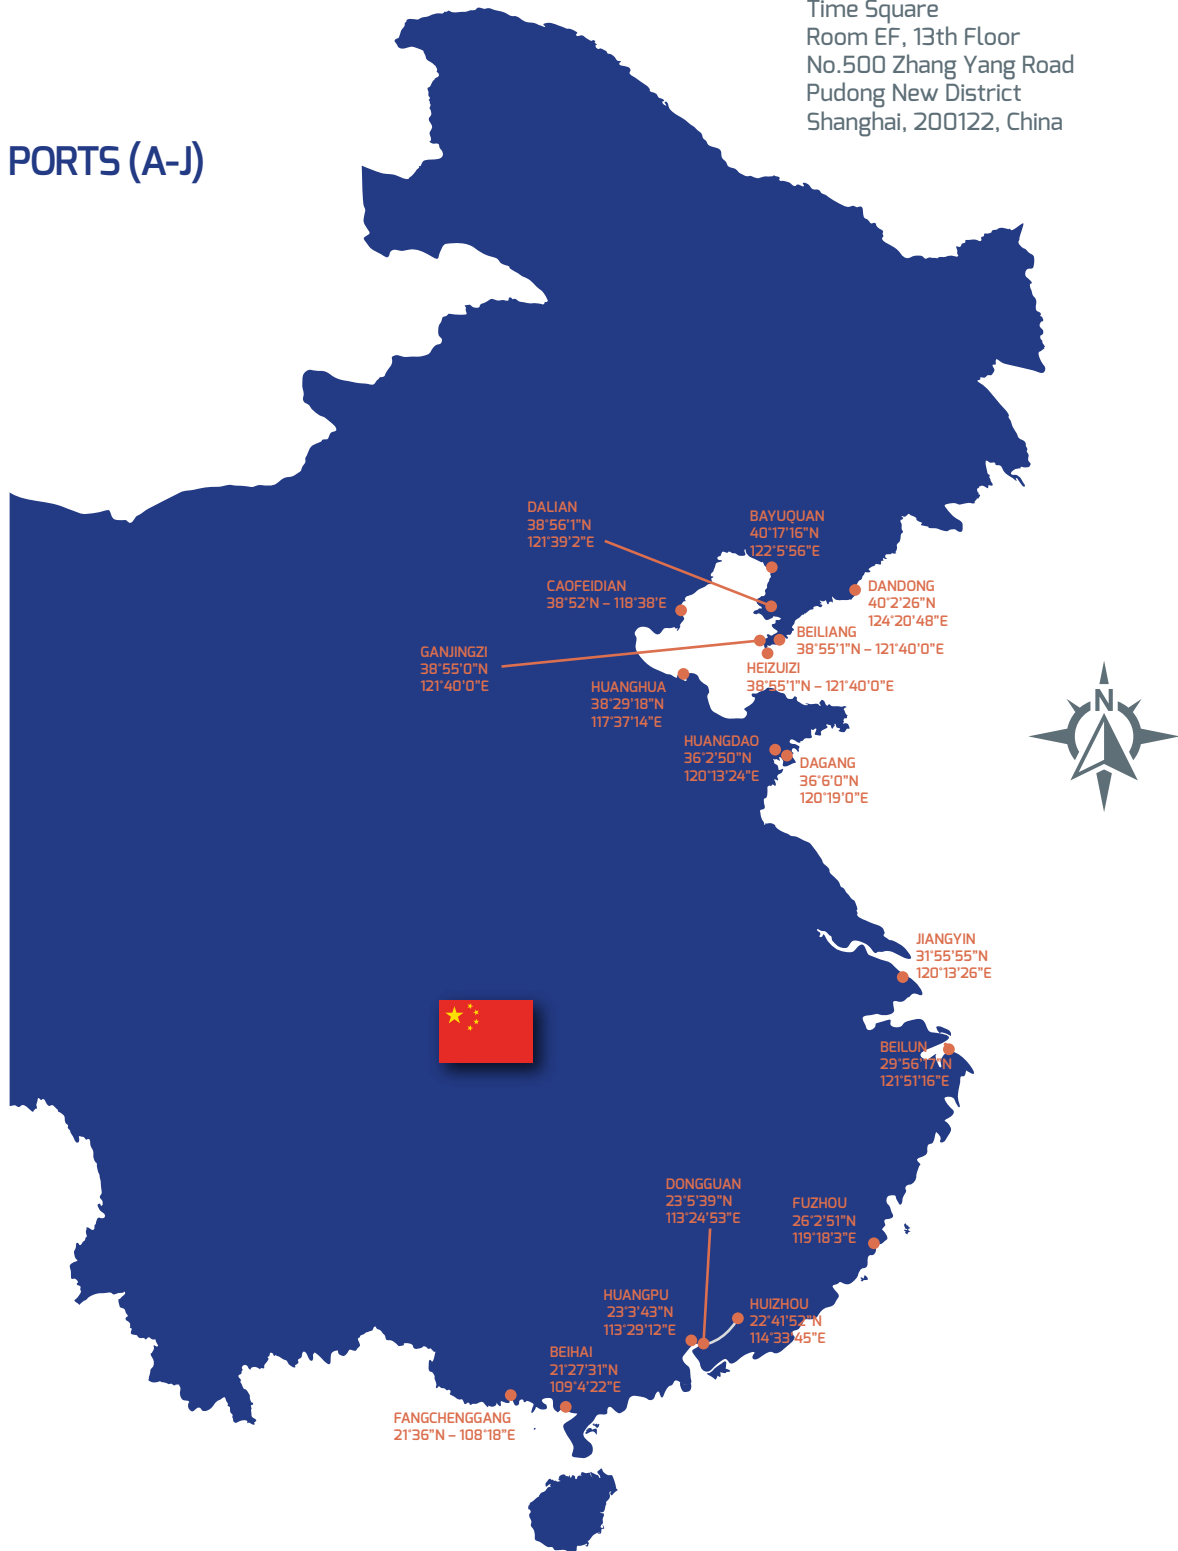 Time Square
Room EF, 13th Floor
No.500 Zhang Yang Road
Pudong New District
Shanghai, 200122, China
PORTS (A-J)
DALIAN
38°56'1"N
121°39'2"E
BAYUQUAN
40°17'16"N
122°5'56"E
CAOFEIDIAN
38°52'N – 118°38'E
DANDONG
40°2'26"N
124°20'48"E
BEILIANG
38°55'1"N – 121°40'0"E
GANJINGZI
38°55'0"N
121°40'0"E
HEIZUIZI
38°55'1"N – 121°40'0"E
HUANGHUA
38°29'18"N
117°37'14"E
N
HUANGDAO
36°2'50"N
120°13'24"E
DAGANG
36°6'0"N
120°19'0"E
JIANGYIN
31°55'55"N
120°13'26"E
BEILUN
29°56'17"N
121°51'16"E
DONGGUAN
23°5'39"N
113°24'53"E
FUZHOU
26°2'51"N
119°18'3"E
HUANGPU
23°3'43"N
113°29'12"E
HUIZHOU
22°41'52"N
114°33'45"E
BEIHAI
21°27'31"N
109°4'22"E
FANGCHENGGANG
21°36"N – 108°18"E